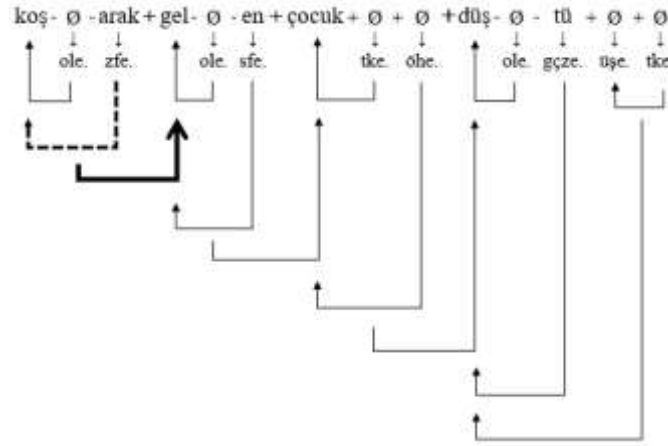 koş- Ø -arak+gel- Ø -en+çocuk+ Ø + Ø +düş- Ø - tü + Ø + Ø
ole. zfe. ole. sfe. tke. öhe. ole. gçze. üşe. tke